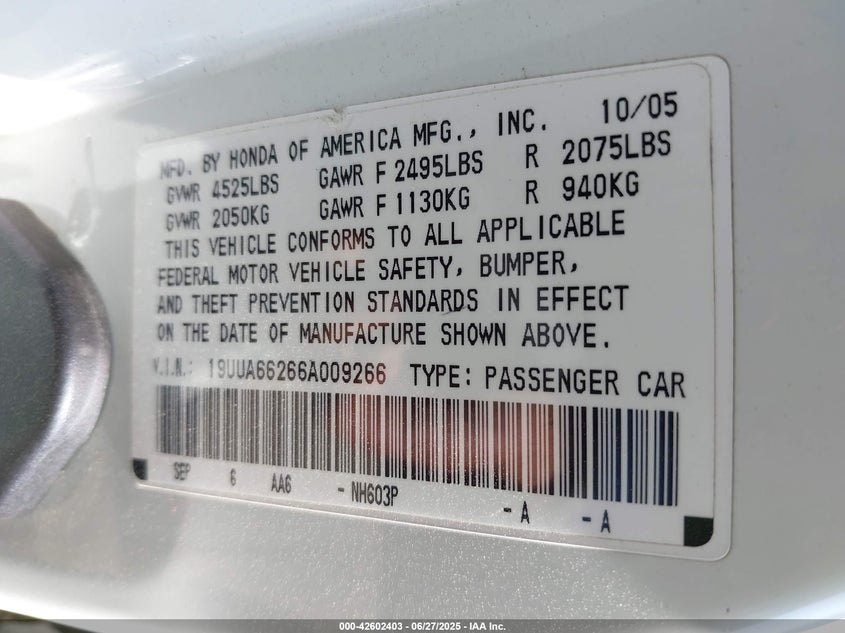 MFD. BY HONDA OF AMERICA MFG., INC. 10/05
GVWR 4525LBS GAWR F 2495LBS R 2075LBS
GVWR 2050KG GAWR F 1130KG R 940KG
THIS VEHICLE CONFORMS TO ALL APPLICABLE
FEDERAL MOTOR VEHICLE SAFETY, BUMPER,
AND THEFT PREVENTION STANDARDS IN EFFECT
ON THE DATE OF MANUFACTURE SHOWN ABOVE.
V.I.N.: 19UUA66266A009266 TYPE: PASSENGER CAR
SEP 6 AA6 - NH603P - A - A
000-42602403 - 06/27/2025 - IAA Inc.